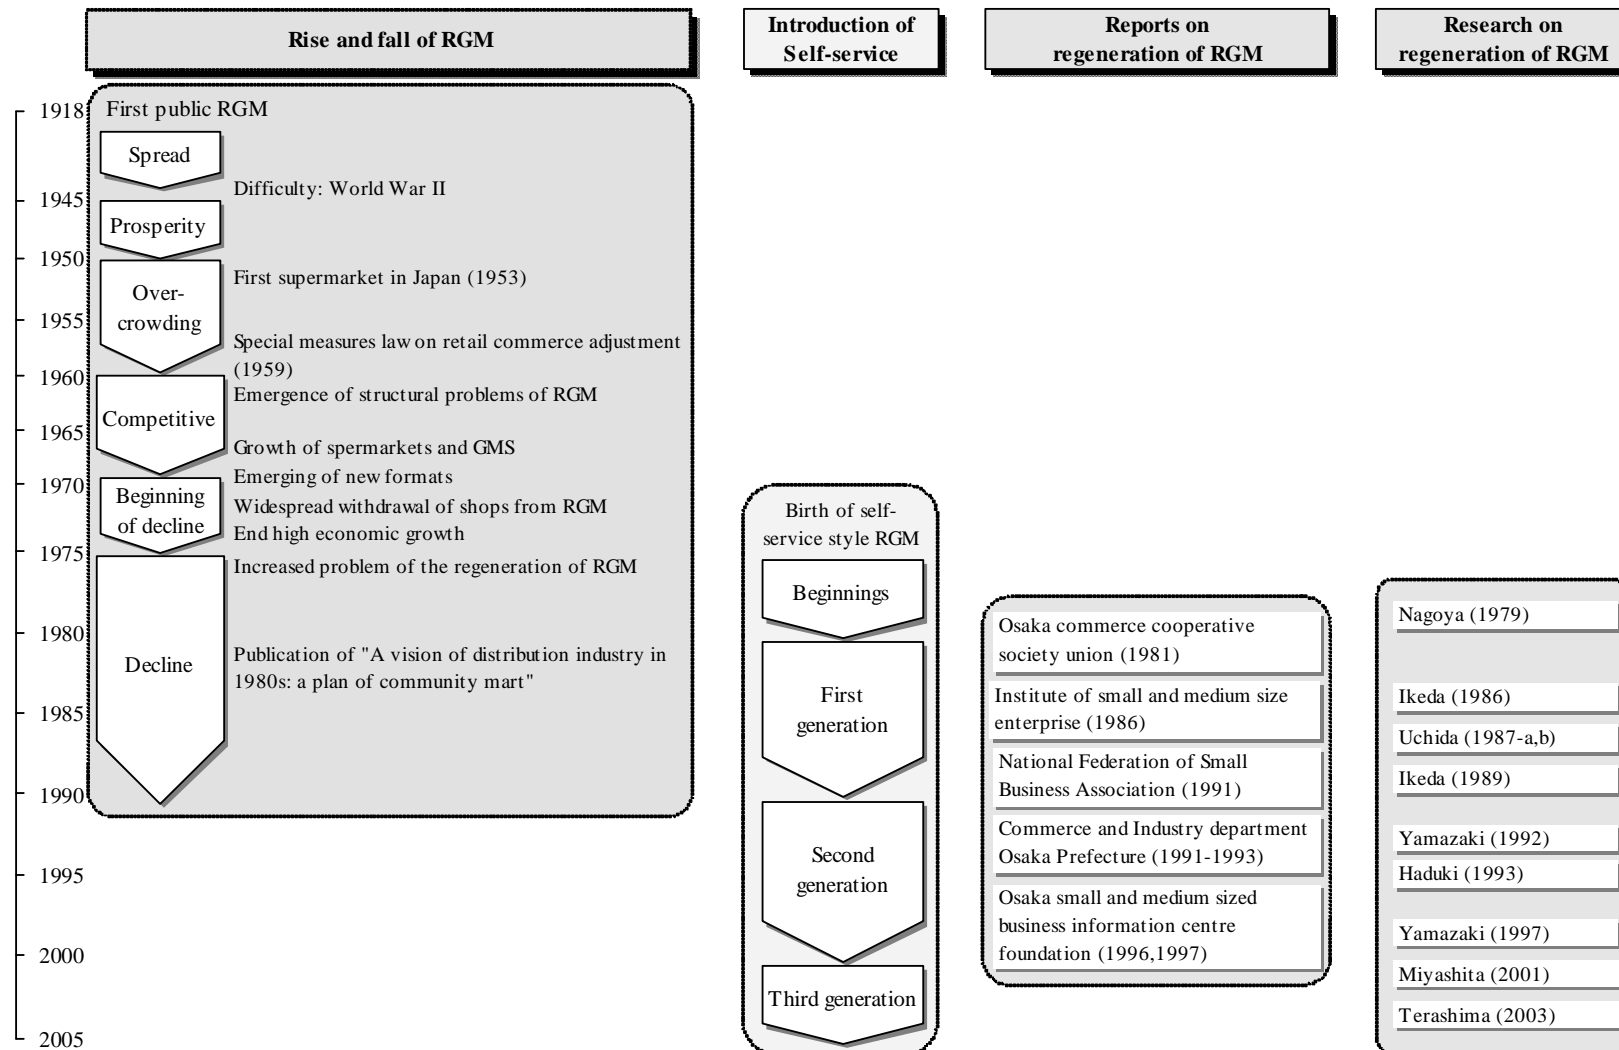 Rise and fall of RGM
Introduction of
Self-service
Reports on
regeneration of RGM
Research on
regeneration of RGM
1918
1945
1950
1955
1960
1965
1970
1975
1980
1985
1990
1995
2000
2005
First public RGM
Spread
Difficulty: World War II
Prosperity
First supermarket in Japan (1953)
Over-
crowding
Special measures law on retail commerce adjustment
(1959)
Emergence of structural problems of RGM
Competitive
Growth of spermarkets and GMS
Emerging of new formats
Beginning
of decline
Widespread withdrawal of shops from RGM
End high economic growth
Increased problem of the regeneration of RGM
Decline
Publication of "A vision of distribution industry in
1980s: a plan of community mart"
Birth of self-
service style RGM
Beginnings
First
generation
Second
generation
Third generation
Osaka commerce cooperative
society union (1981)
Institute of small and medium size
enterprise (1986)
National Federation of Small
Business Association (1991)
Commerce and Industry department
Osaka Prefecture (1991-1993)
Osaka small and medium sized
business information centre
foundation (1996,1997)
Nagoya (1979)
Ikeda (1986)
Uchida (1987-a,b)
Ikeda (1989)
Yamazaki (1992)
Haduki (1993)
Yamazaki (1997)
Miyashita (2001)
Terashima (2003)